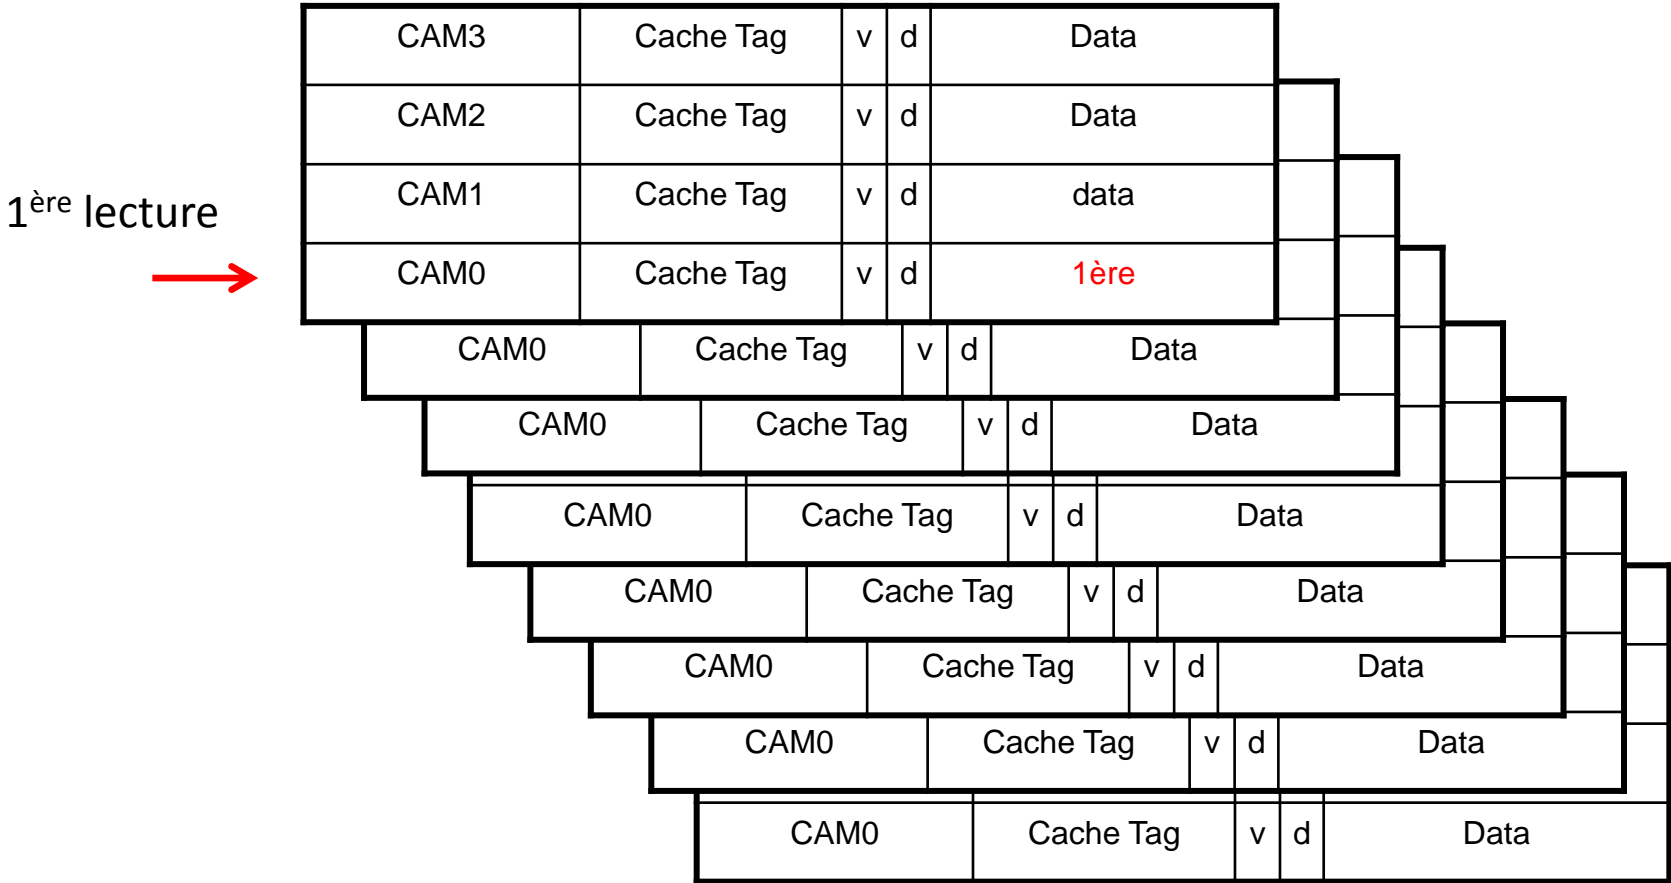 CAM3 Cache Tag v d Data
CAM2 Cache Tag v d Data
CAM1 Cache Tag v d data
1ère lecture
CAM0 Cache Tag v d 1ère
CAM0 Cache Tag v d Data
CAM0 Cache Tag v d Data
CAM0 Cache Tag v d Data
CAM0 Cache Tag v d Data
CAM0 Cache Tag v d Data
CAM0 Cache Tag v d Data
CAM0 Cache Tag v d Data